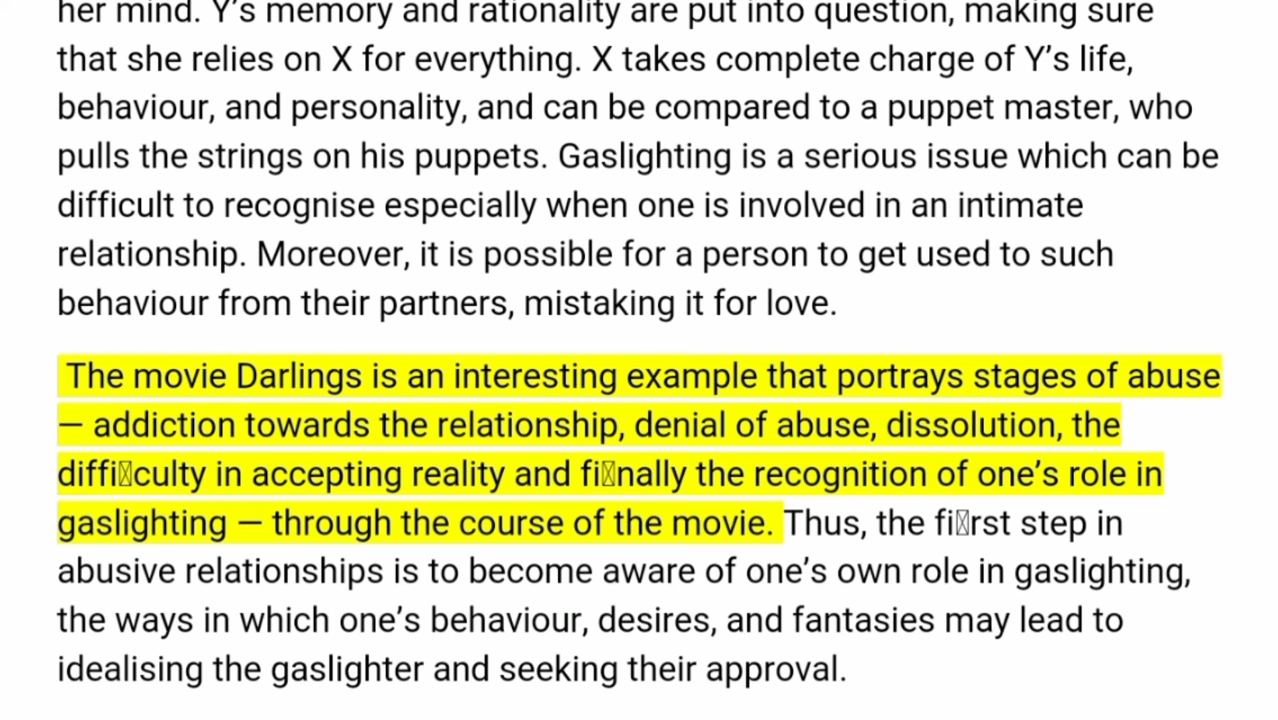 her mind. Y’s memory and rationality are put into question, making sure
that she relies on X for everything. X takes complete charge of Y’s life,
behaviour, and personality, and can be compared to a puppet master, who
pulls the strings on his puppets. Gaslighting is a serious issue which can be
difficult to recognise especially when one is involved in an intimate
relationship. Moreover, it is possible for a person to get used to such
behaviour from their partners, mistaking it for love.
The movie Darlings is an interesting example that portrays stages of abuse
— addiction towards the relationship, denial of abuse, dissolution, the
diffi▯culty in accepting reality and fi▯nally the recognition of one’s role in
gaslighting — through the course of the movie. Thus, the fi▯rst step in
abusive relationships is to become aware of one’s own role in gaslighting,
the ways in which one’s behaviour, desires, and fantasies may lead to
idealising the gaslighter and seeking their approval.